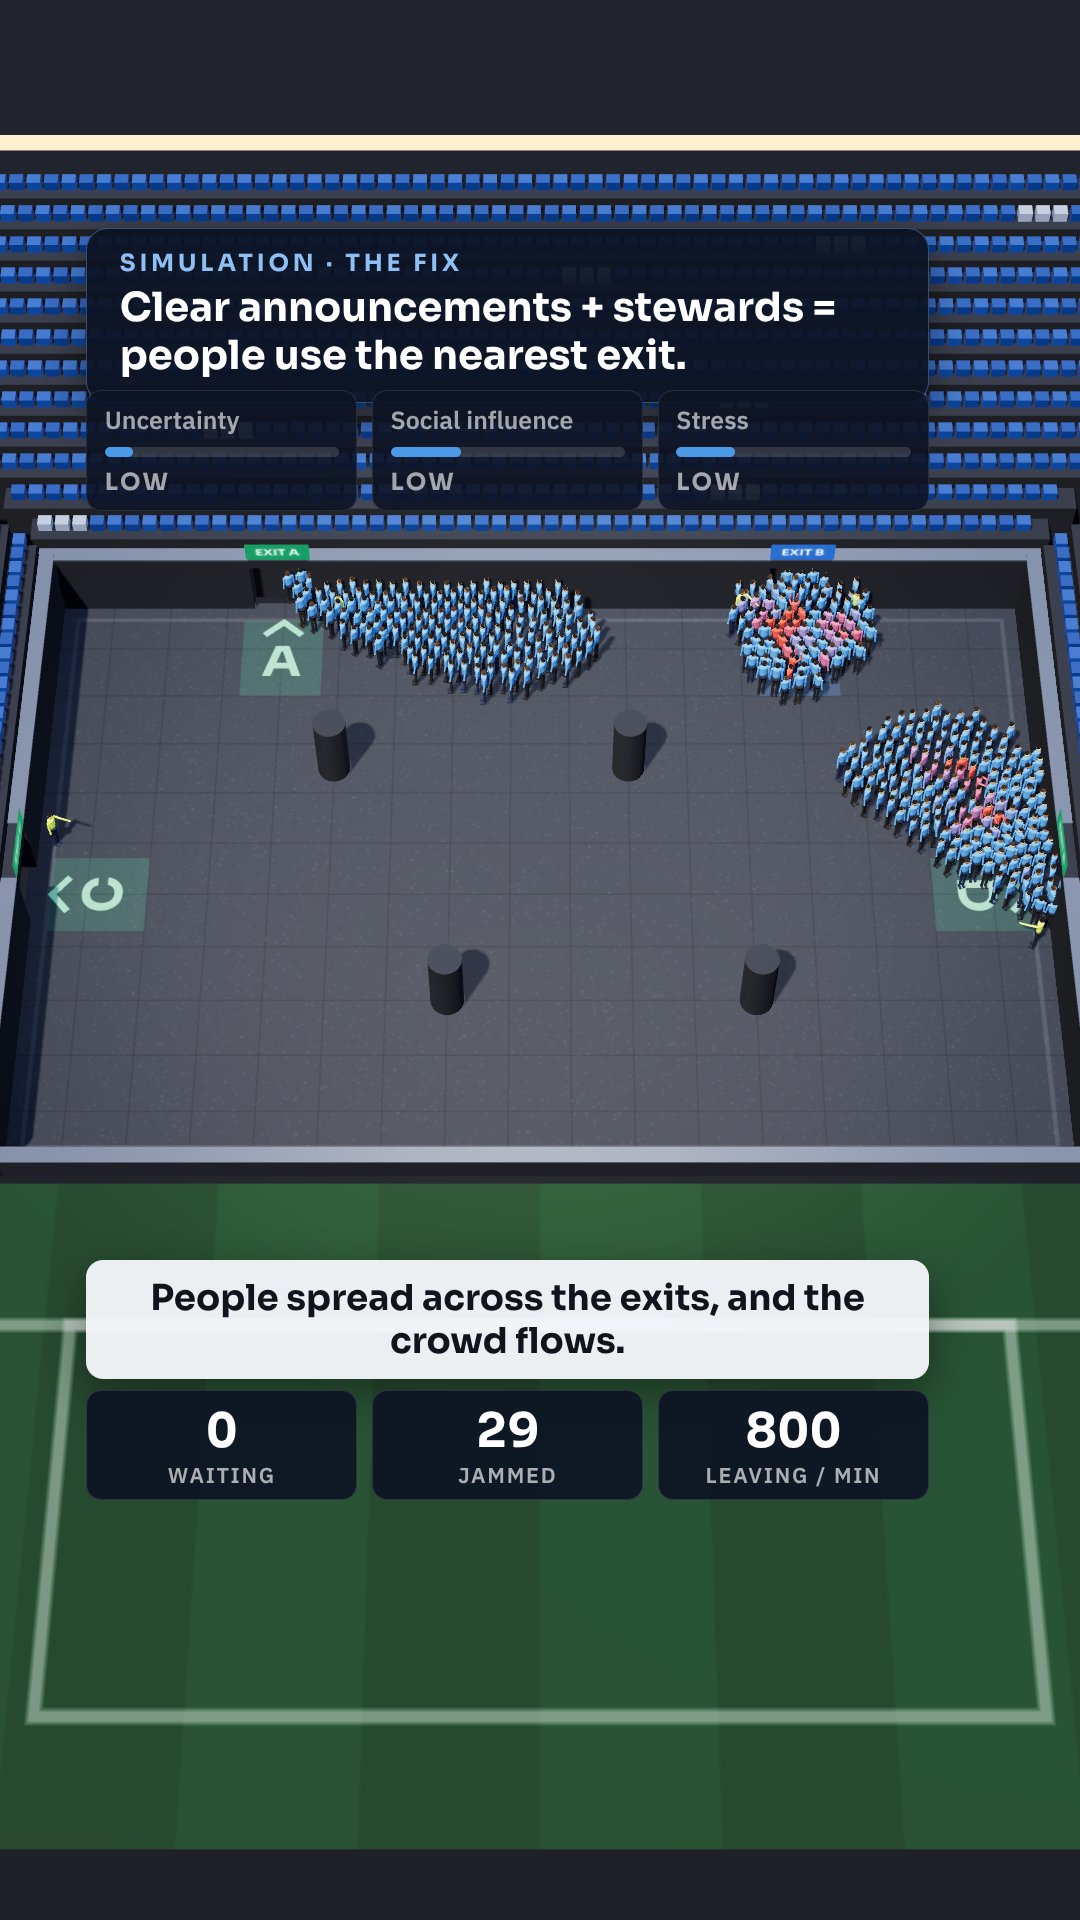 SIMULATION · THE FIX
Clear announcements + stewards =
people use the nearest exit.
Uncertainty
LOW
Social influence
LOW
Stress
LOW
EXIT A
EXIT B
A
C
D
People spread across the exits, and the
crowd flows.
0
WAITING
29
JAMMED
800
LEAVING / MIN